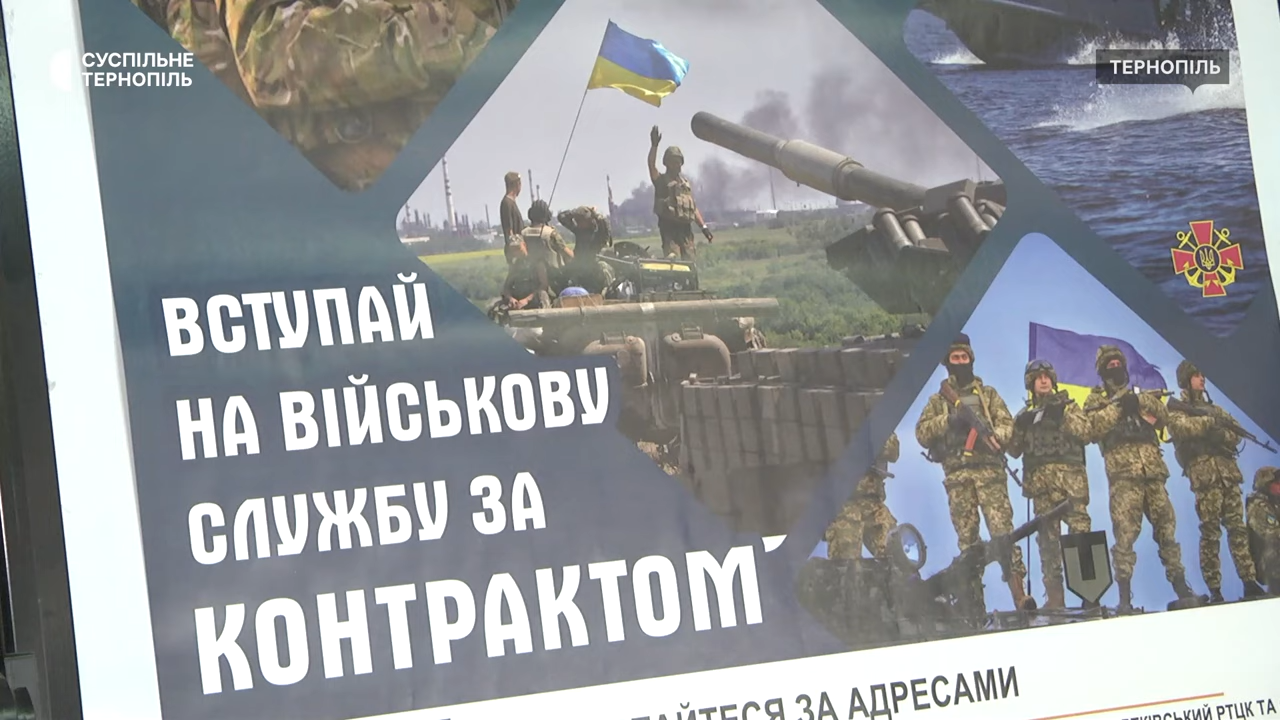 СУСПІЛЬНЕ
ТЕРНОПІЛЬ
ТЕРНОПІЛЬ
ВСТУПАЙ
НА ВІЙСЬКОВУ
СЛУЖБУ ЗА
КОНТРАКТОМ
ЗА АДРЕСАМИ
РТЦК ТА